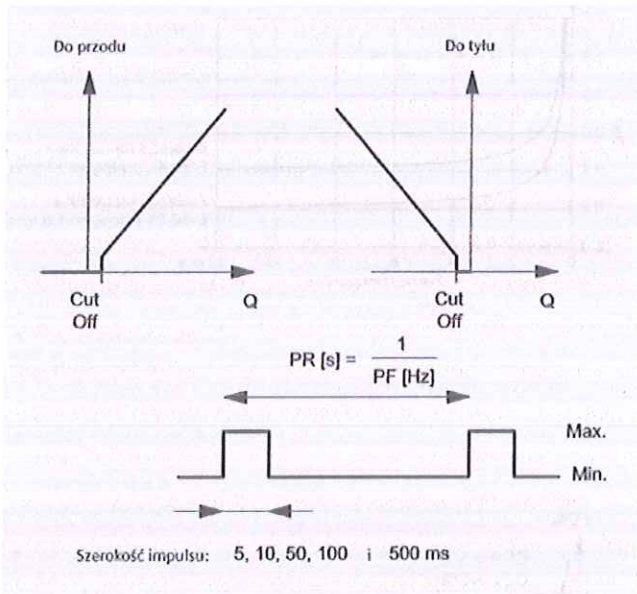 Do przodu
Do tyłu
Cut
Off
Q
Cut
Off
Q
PR [s] = 1
PF [Hz]
Max.
Min.
Szerokość impulsu: 5, 10, 50, 100 i 500 ms